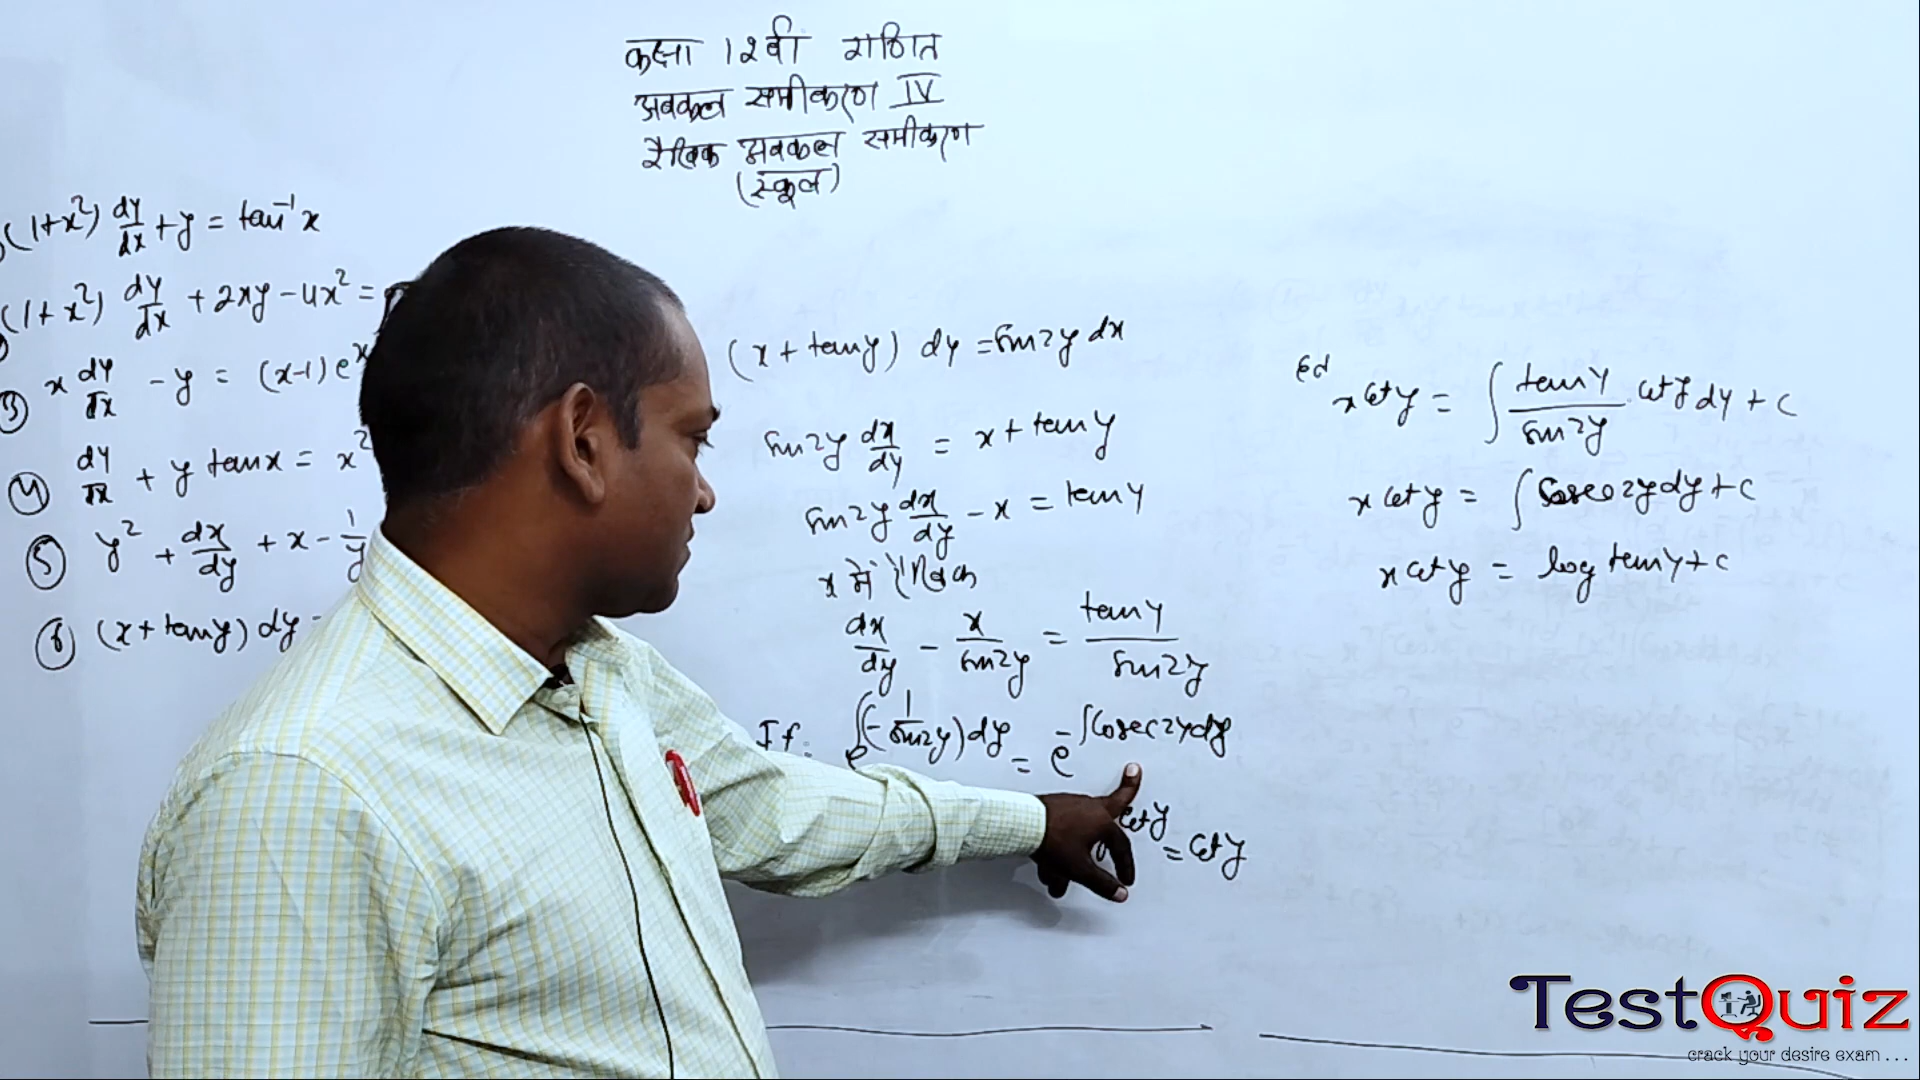 कक्षा 12वी गणित
अवकल समीकरण IV
रैखिक अवकल समीकरण
(स्कूल)
(1+x²) dy/dx + y = tan⁻¹x
(1+x²) dy/dx + 2xy - 4x² =
③ x dy/dx - y = (x-1) eˣ
④ dy/dx + y tanx = x²
⑤ y² + dx/dy + x - 1/y
⑥ (x + tany) dy
(x + tany) dy = sin2y dx
sin2y dx/dy = x + tany
sin2y dx/dy - x = tany
x में रैखिक
dx/dy - x/sin2y = tany/sin2y
If = e^∫(-1/sin2y)dy = e^-∫cosec2ydy
coty = coty
x coty = ∫ tany/sin2y . coty dy + c
x coty = ∫ cosec2y dy + c
x coty = log tany + c
TestQuiz
crack your desire exam ...